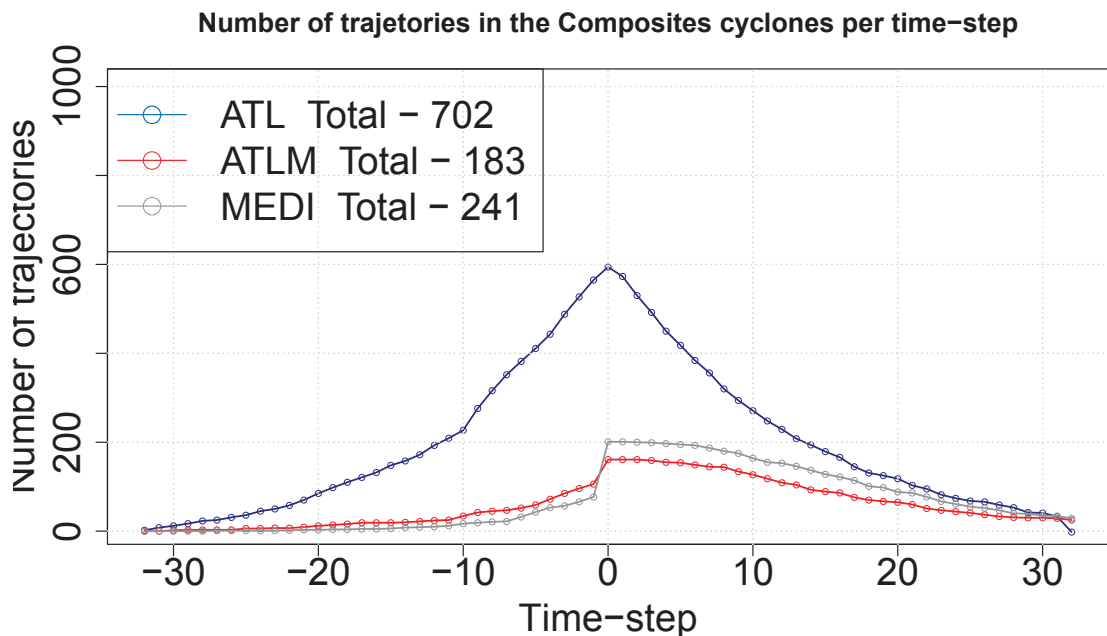 Number of trajetories in the Composites cyclones per time−step
Number of trajectories
1000
600
200
0
ATL Total − 702
ATLM Total − 183
MEDI Total − 241
−30 −20 −10 0 10 20 30
Time−step